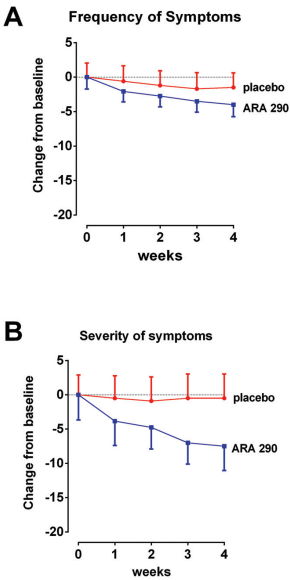 A
Frequency of Symptoms
Change from baseline
5
0
-5
-10
-15
-20
placebo
ARA 290
0 1 2 3 4
weeks
B
Severity of symptoms
Change from baseline
5
0
-5
-10
-15
-20
placebo
ARA 290
0 1 2 3 4
weeks